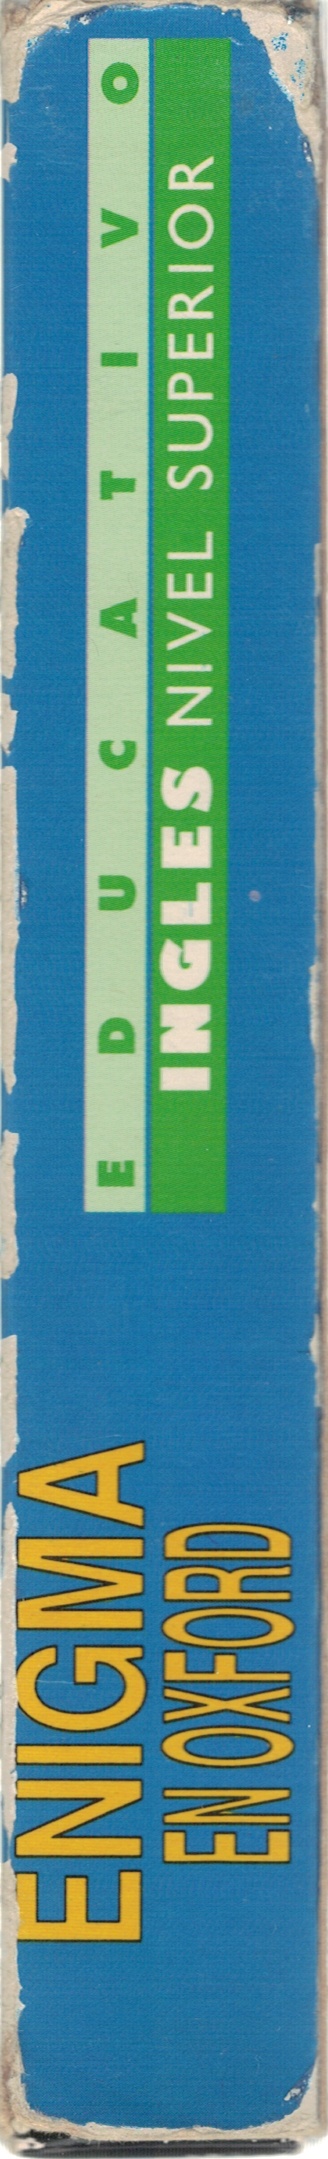 ENIGMA
EN OXFORD
EDUCATIVO
INGLES NIVEL SUPERIOR